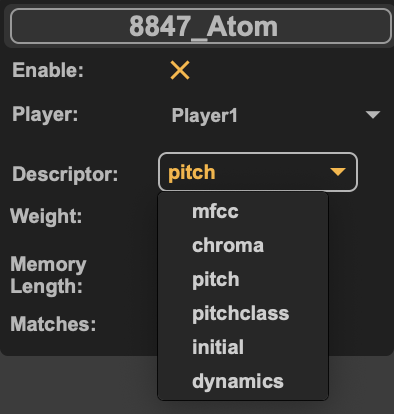 8847_Atom
Enable:
Player: Player1
Descriptor: pitch
mfcc
chroma
pitch
pitchclass
initial
dynamics
Weight:
Memory
Length:
Matches: